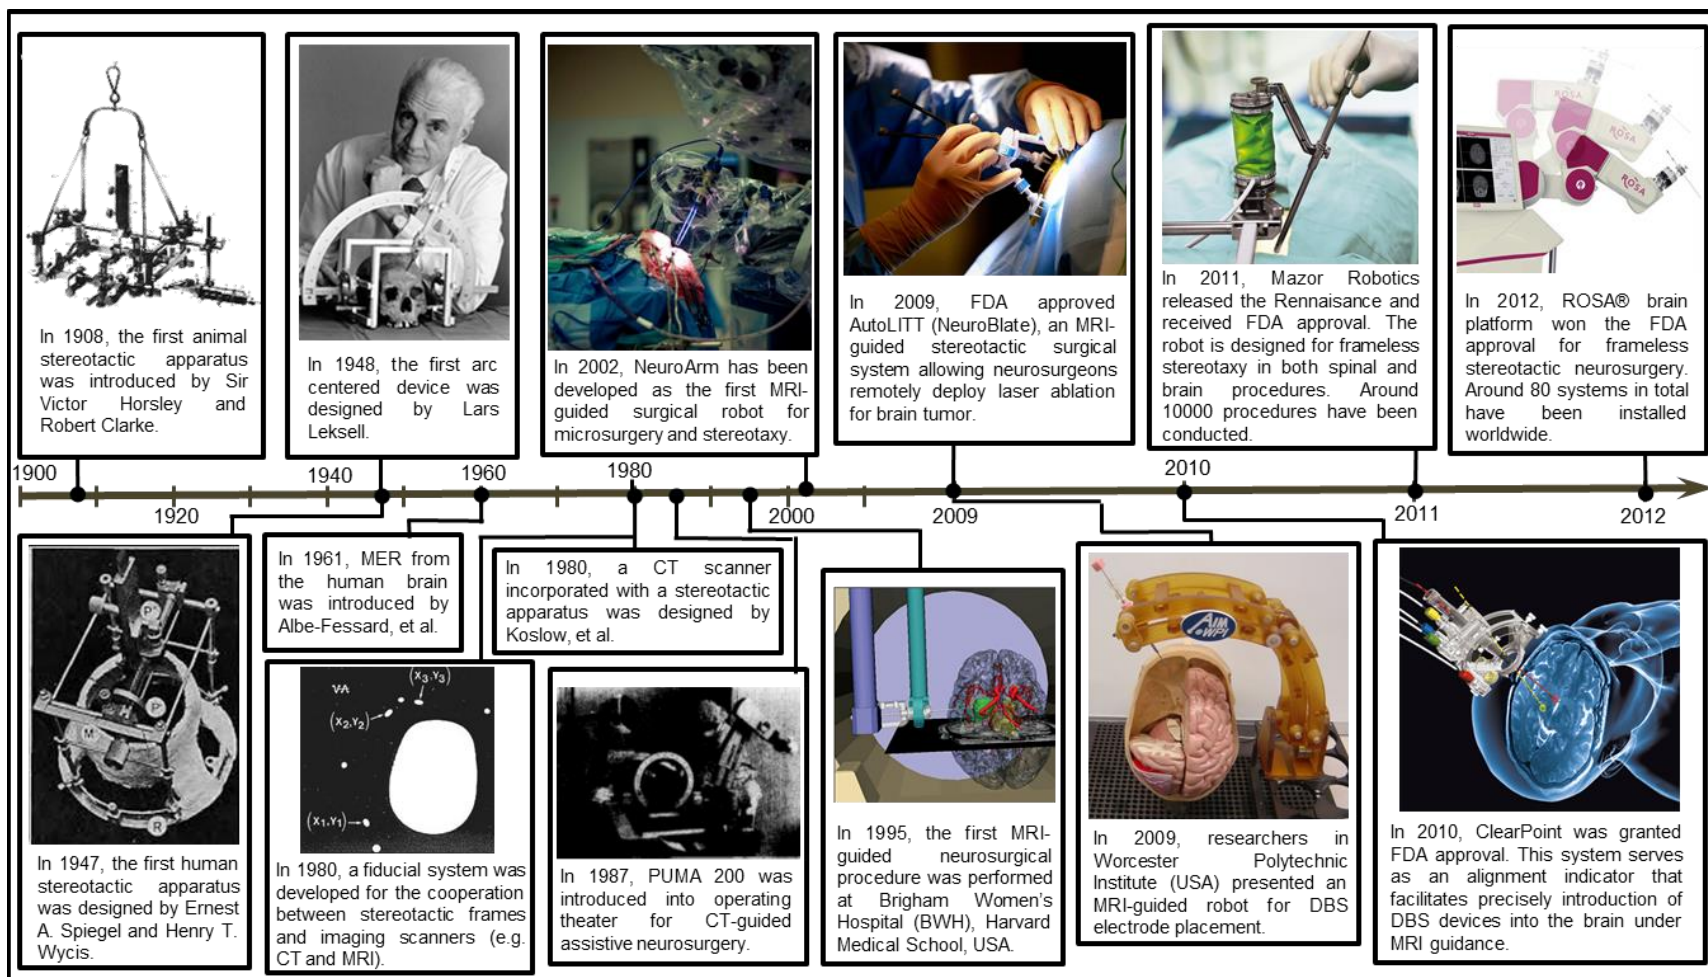 In 1908, the first animal
stereotactic apparatus
was introduced by Sir
Victor Horsley and
Robert Clarke.
In 1948, the first arc
centered device was
designed by Lars
Leksell.
In 2002, NeuroArm has been
developed as the first MRI-
guided surgical robot for
microsurgery and stereotaxy.
In 2009, FDA approved
AutoLITT (NeuroBlate), an MRI-
guided stereotactic surgical
system allowing neurosurgeons
remotely deploy laser ablation
for brain tumor.
In 2011, Mazor Robotics
released the Rennaisance and
received FDA approval. The
robot is designed for frameless
stereotaxy in both spinal and
brain procedures. Around
10000 procedures have been
conducted.
ROSA
ROSA
ROSA
In 2012, ROSA® brain
platform won the FDA
approval for frameless
stereotactic neurosurgery.
Around 80 systems in total
have been installed
worldwide.
1900
1920
1940
1960
1980
2000
2009
2010
2011
2012
P
P
M
R
In 1947, the first human
stereotactic apparatus
was designed by Ernest
A. Spiegel and Henry T.
Wycis.
In 1961, MER from
the human brain
was introduced by
Albe-Fessard, et al.
VA
(X3,Y3)
(X2,Y2)
(X1,Y1)
In 1980, a fiducial system was
developed for the cooperation
between stereotactic frames
and imaging scanners (e.g.
CT and MRI).
In 1980, a CT scanner
incorporated with a stereotactic
apparatus was designed by
Koslow, et al.
In 1987, PUMA 200 was
introduced into operating
theater for CT-guided
assistive neurosurgery.
In 1995, the first MRI-
guided neurosurgical
procedure was performed
at Brigham Women's
Hospital (BWH), Harvard
Medical School, USA.
AIM
WPI
In 2009, researchers in
Worcester Polytechnic
Institute (USA) presented an
MRI-guided robot for DBS
electrode placement.
In 2010, ClearPoint was granted
FDA approval. This system serves
as an alignment indicator that
facilitates precisely introduction of
DBS devices into the brain under
MRI guidance.